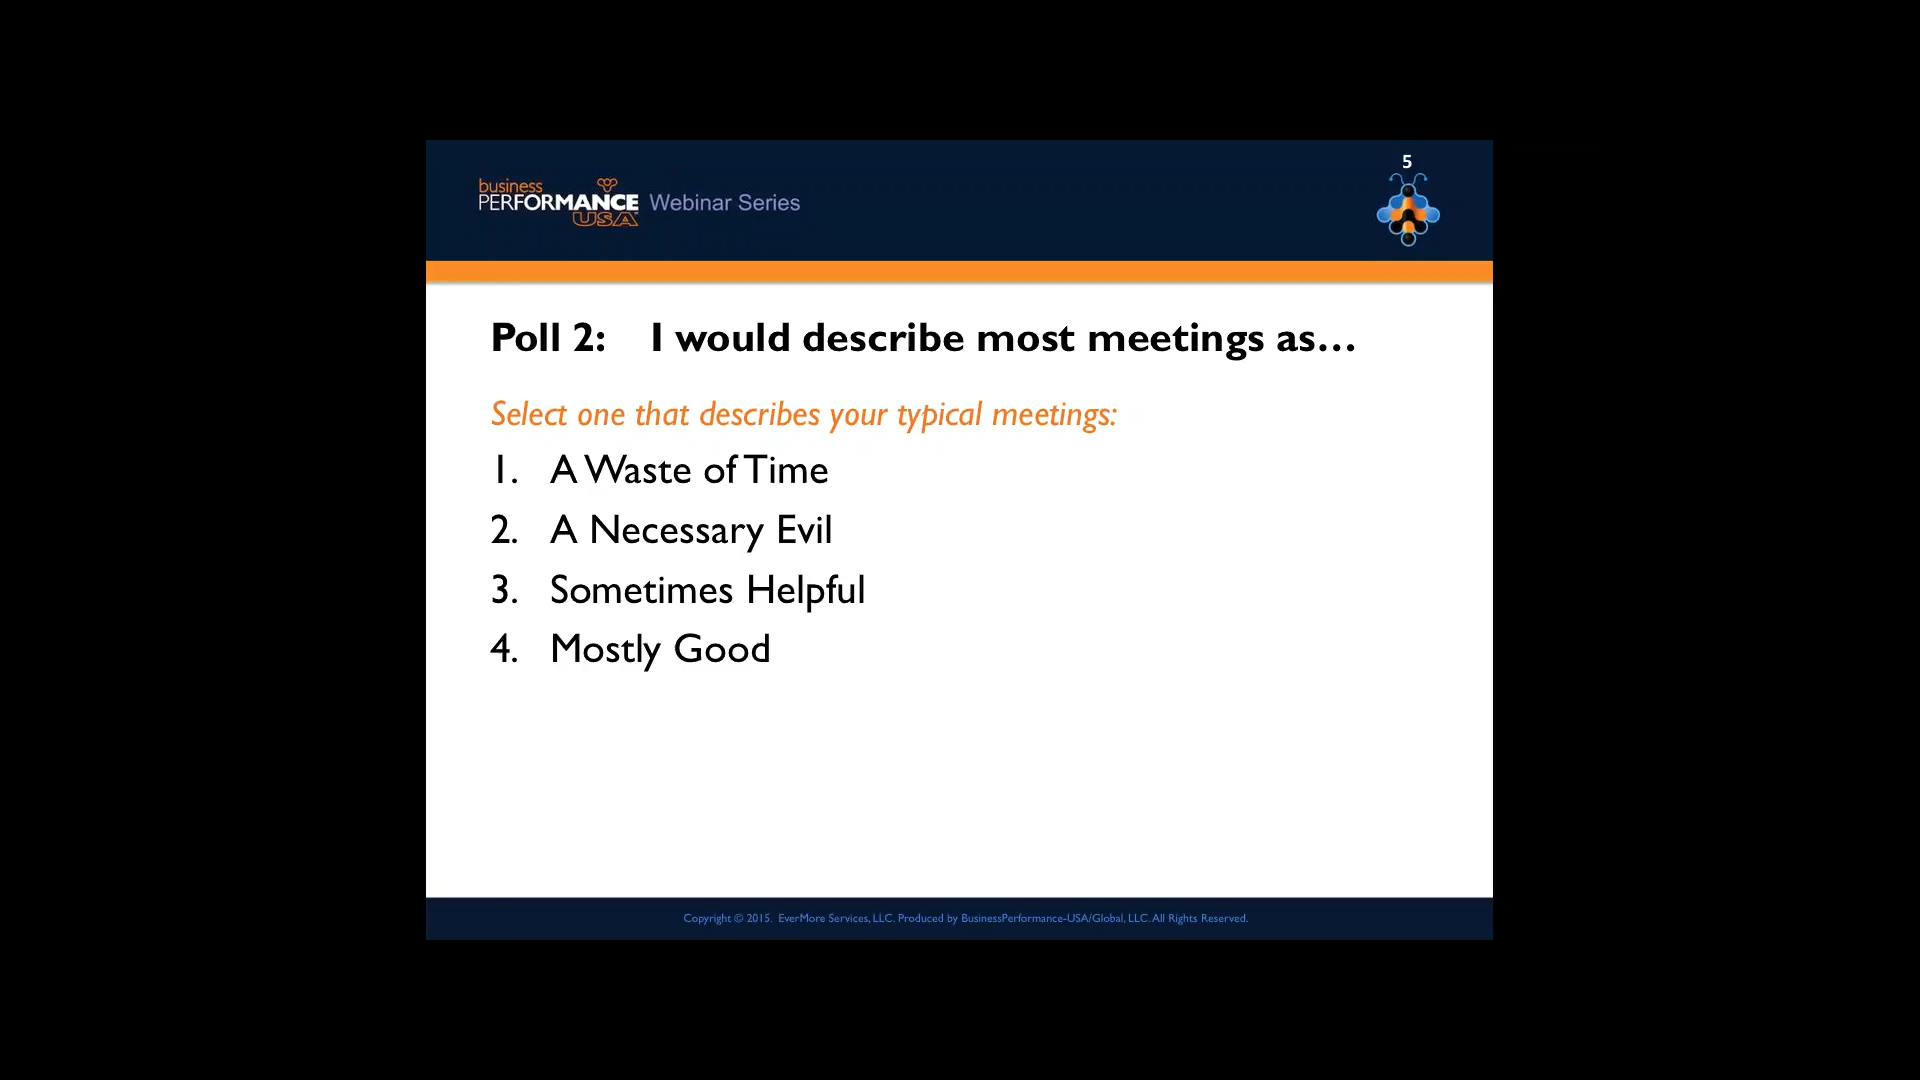 5
business
PERFORMANCE Webinar Series
USA
Poll 2: I would describe most meetings as…
Select one that describes your typical meetings:
1. A Waste of Time
2. A Necessary Evil
3. Sometimes Helpful
4. Mostly Good
Copyright © 2015. EverMore Services, LLC. Produced by BusinessPerformance-USA/Global, LLC. All Rights Reserved.